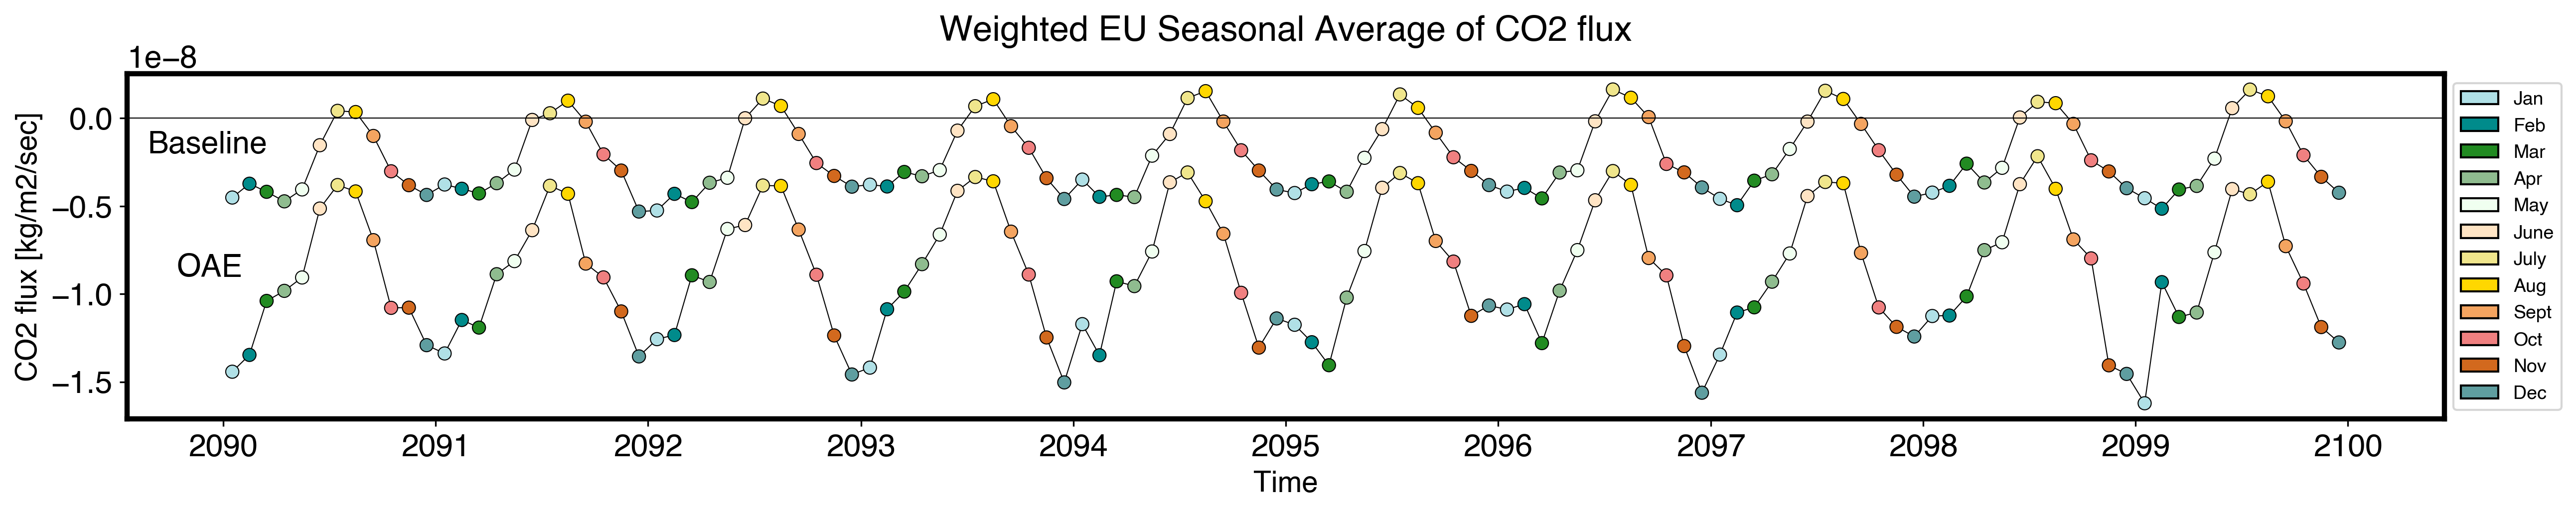 Weighted EU Seasonal Average of CO2 flux
1e−8
CO2 flux [kg/m2/sec]
0.0
−0.5
−1.0
−1.5
Baseline
OAE
2090 2091 2092 2093 2094 2095 2096 2097 2098 2099 2100
Time
Jan
Feb
Mar
Apr
May
June
July
Aug
Sept
Oct
Nov
Dec